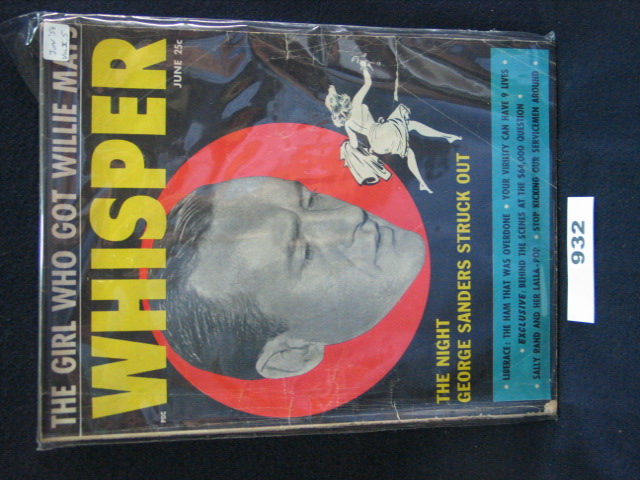 THE GIRL WHO GOT WILLIE MAYS
WHISPER
JUNE 25c
PDC
THE NIGHT
GEORGE SANDERS STRUCK OUT
LIBERACE: THE HAM THAT WAS OVERDONE • YOUR VIRILITY CAN HAVE 9 LIVES •
• EXCLUSIVE: BEHIND THE SCENES AT THE $64,000 QUESTION •
• SALLY RAND AND HER LALLA-POP • STOP KICKING OUR SERVICEMEN AROUND •
932